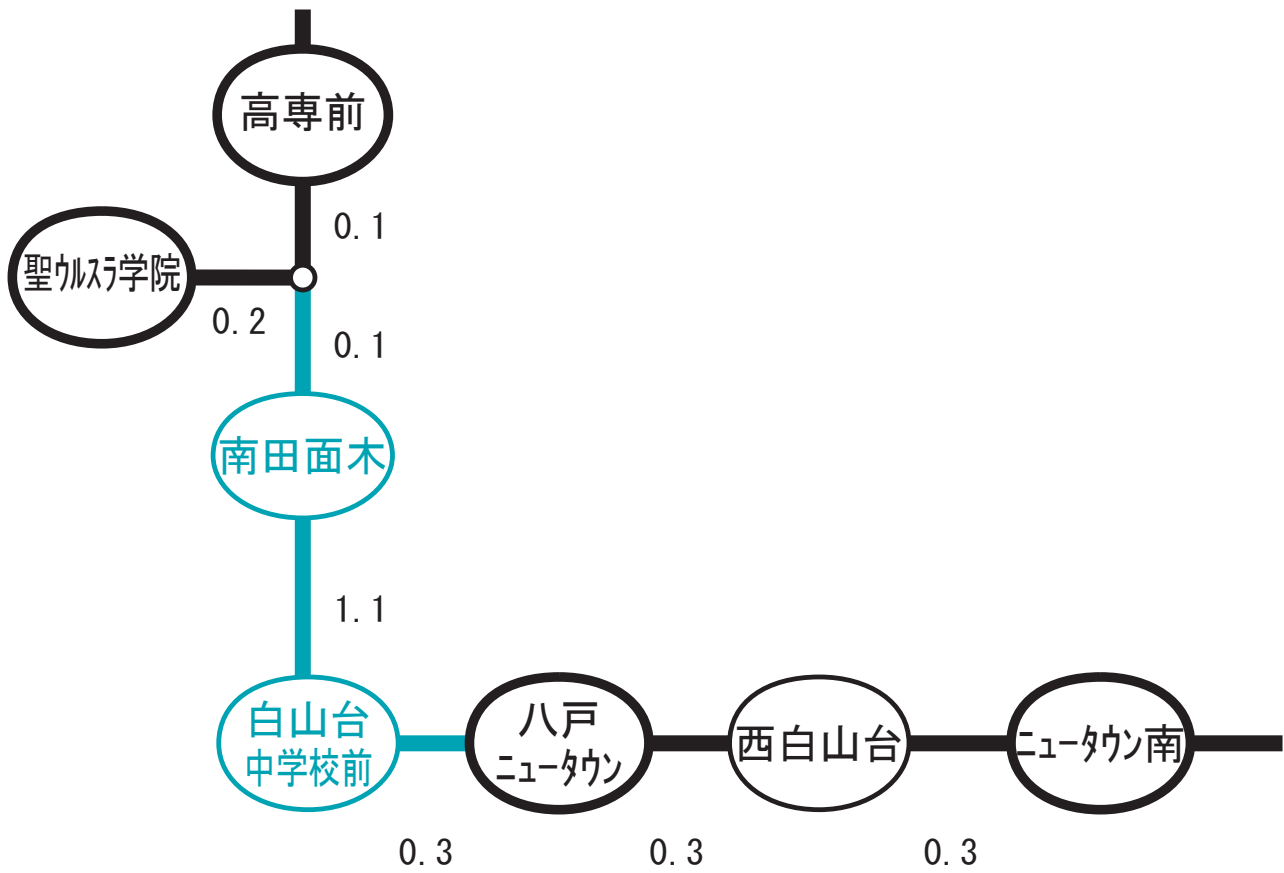 高専前
0.1
聖ｳﾙｽﾗ学院
0.2
0.1
南田面木
1.1
白山台
中学校前
八戸
ﾆｭｰﾀｳﾝ
西白山台
ﾆｭｰﾀｳﾝ南
0.3
0.3
0.3